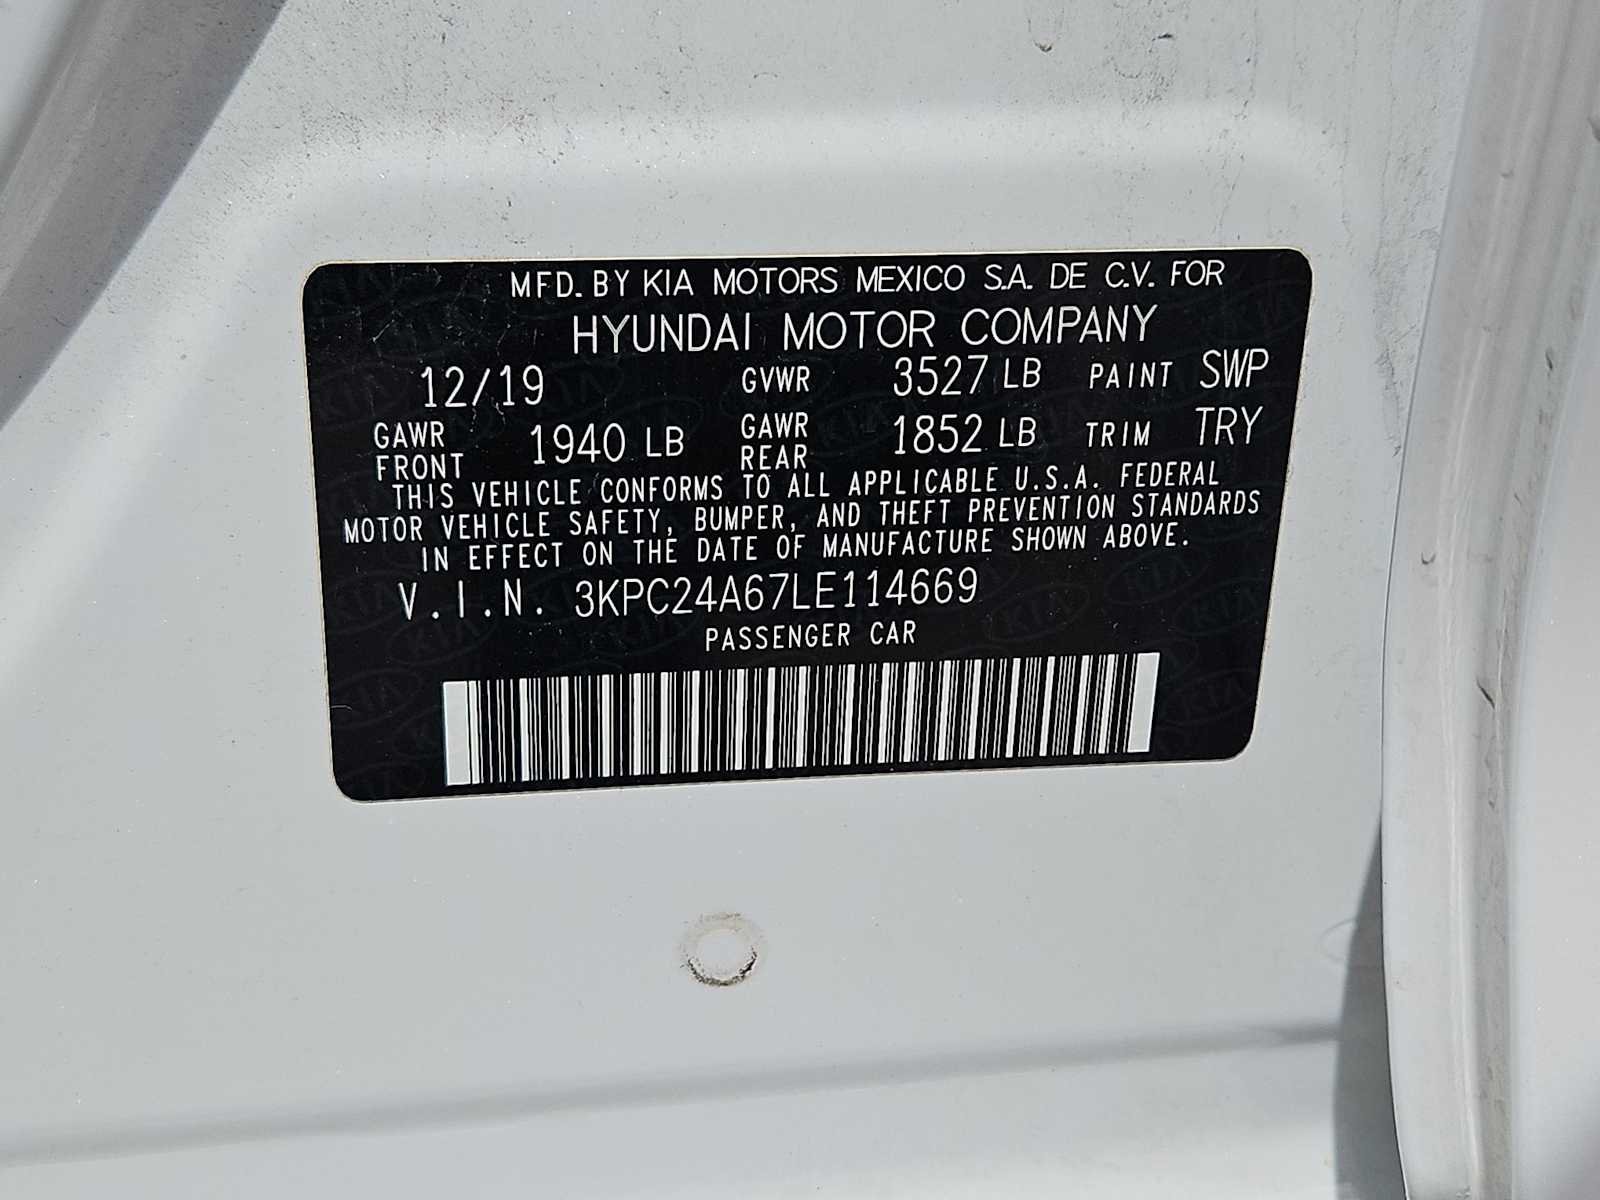 MFD. BY KIA MOTORS MEXICO S.A. DE C.V. FOR
HYUNDAI MOTOR COMPANY
12/19 GVWR 3527 LB PAINT SWP
GAWR FRONT 1940 LB GAWR REAR 1852 LB TRIM TRY
THIS VEHICLE CONFORMS TO ALL APPLICABLE U.S.A. FEDERAL
MOTOR VEHICLE SAFETY, BUMPER, AND THEFT PREVENTION STANDARDS
IN EFFECT ON THE DATE OF MANUFACTURE SHOWN ABOVE.
V.I.N. 3KPC24A67LE114669
PASSENGER CAR